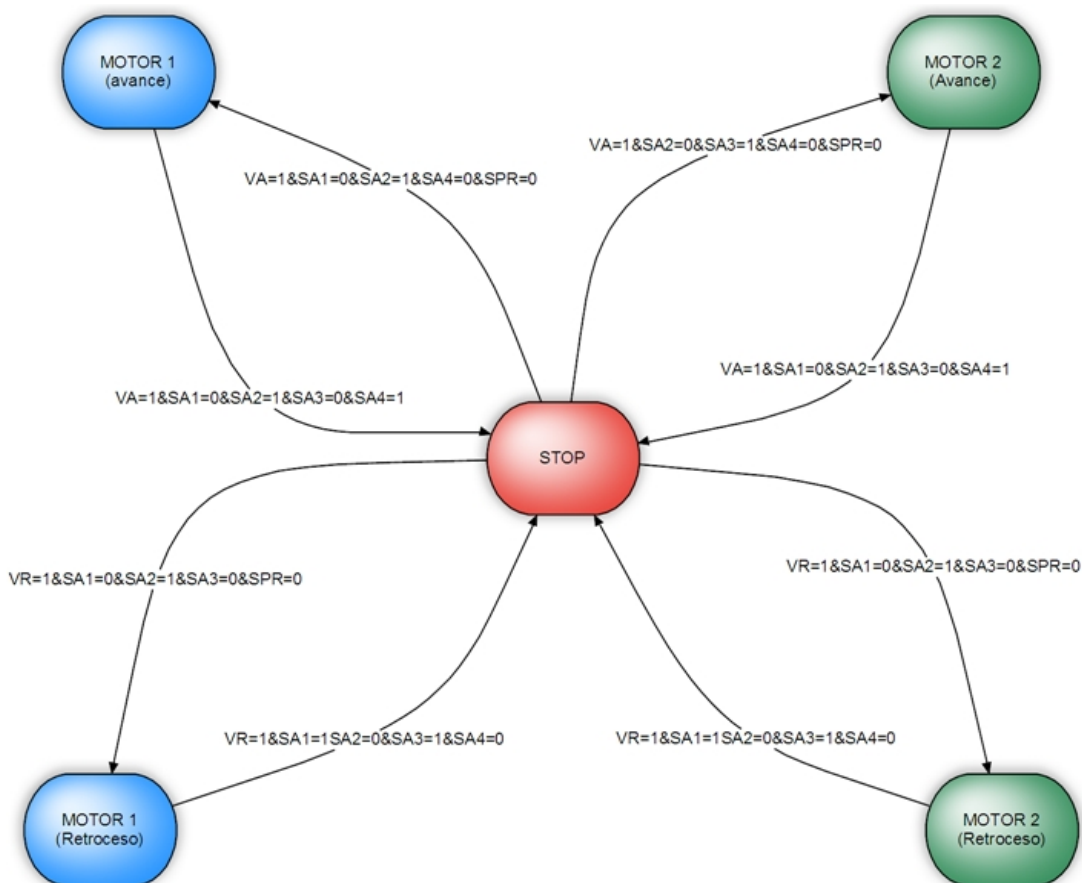 MOTOR 1
(avance)
MOTOR 2
(Avance)
VA=1&SA2=0&SA3=1&SA4=0&SPR=0
VA=1&SA1=0&SA2=1&SA4=0&SPR=0
VA=1&SA1=0&SA2=1&SA3=0&SA4=1
VA=1&SA1=0&SA2=1&SA3=0&SA4=1
STOP
VR=1&SA1=0&SA2=1&SA3=0&SPR=0
VR=1&SA1=0&SA2=1&SA3=0&SPR=0
VR=1&SA1=1SA2=0&SA3=1&SA4=0
VR=1&SA1=1SA2=0&SA3=1&SA4=0
MOTOR 1
(Retroceso)
MOTOR 2
(Retroceso)